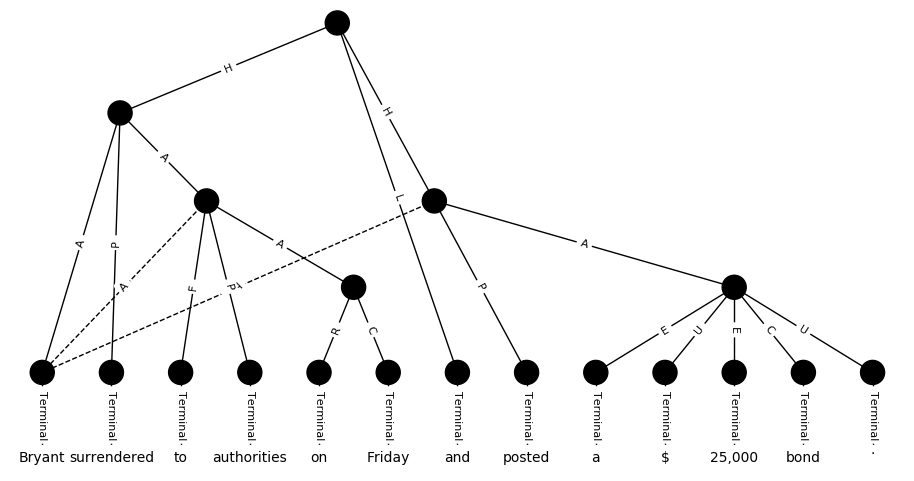 H
H
A
L
A P A A
A F P P
R C E U E C U
Terminal. Terminal. Terminal. Terminal. Terminal. Terminal. Terminal. Terminal. Terminal. Terminal. Terminal. Terminal. Terminal.
Bryant surrendered to authorities on Friday and posted a $ 25,000 bond .